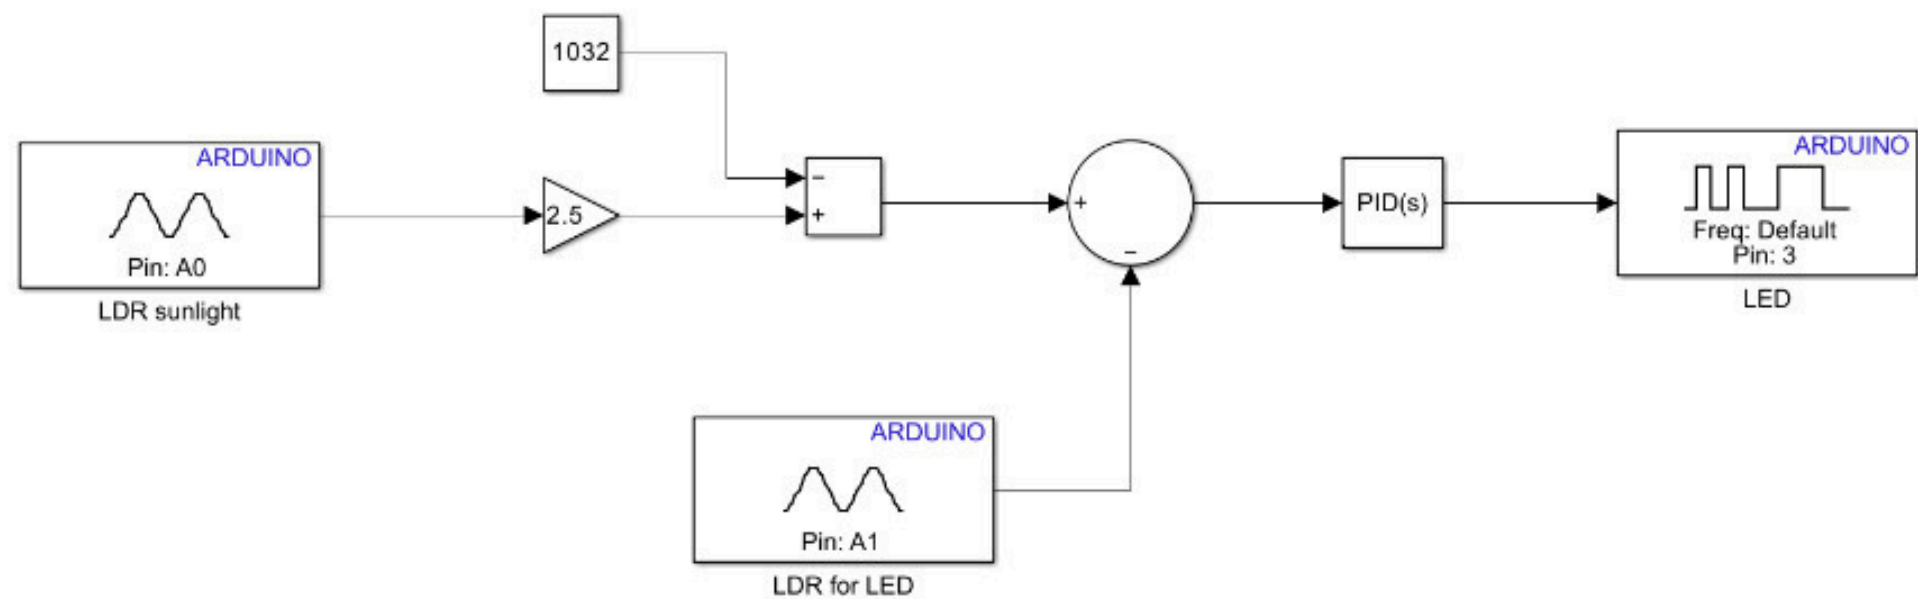 1032
ARDUINO
Pin: A0
LDR sunlight
2.5
−
+
+
−
PID(s)
ARDUINO
Freq: Default
Pin: 3
LED
ARDUINO
Pin: A1
LDR for LED